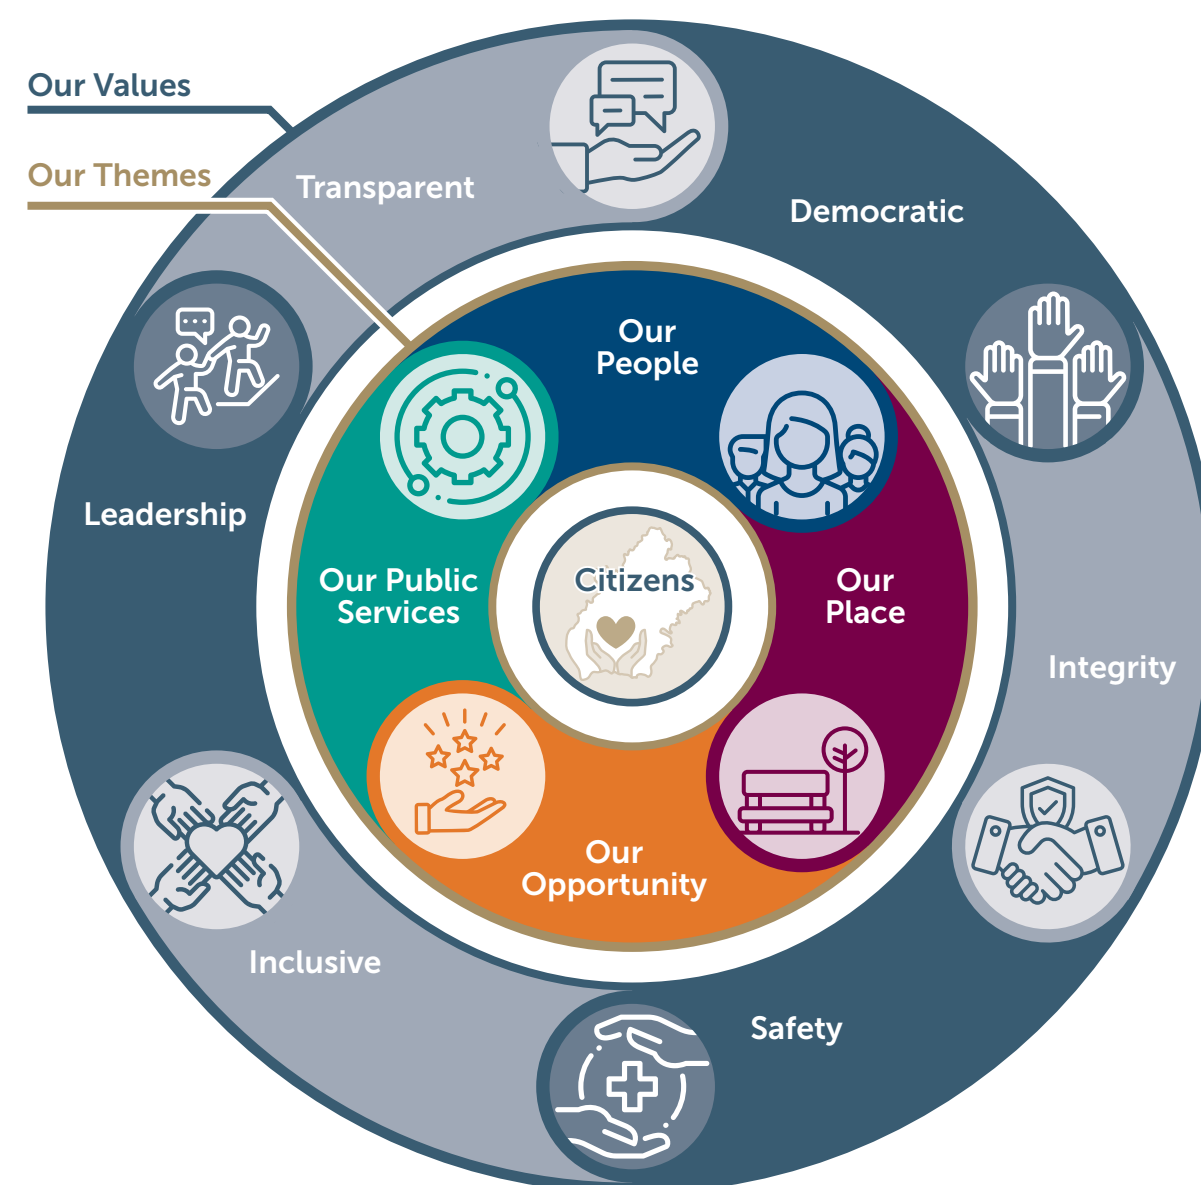 Our Values
Our Themes
Transparent
Democratic
Leadership
Integrity
Inclusive
Safety
Our
People
Our Public
Services
Citizens
Our
Place
Our
Opportunity